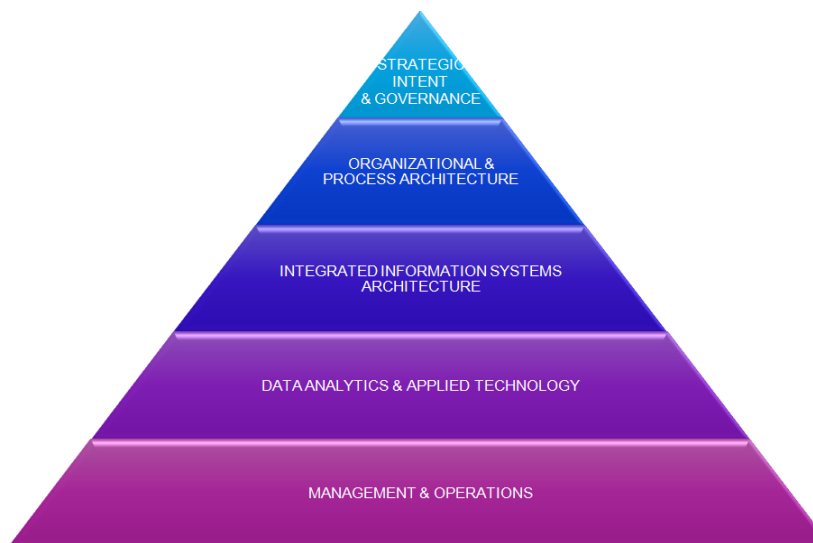 STRATEGIC
INTENT
& GOVERNANCE
ORGANIZATIONAL &
PROCESS ARCHITECTURE
INTEGRATED INFORMATION SYSTEMS
ARCHITECTURE
DATA ANALYTICS & APPLIED TECHNOLOGY
MANAGEMENT & OPERATIONS